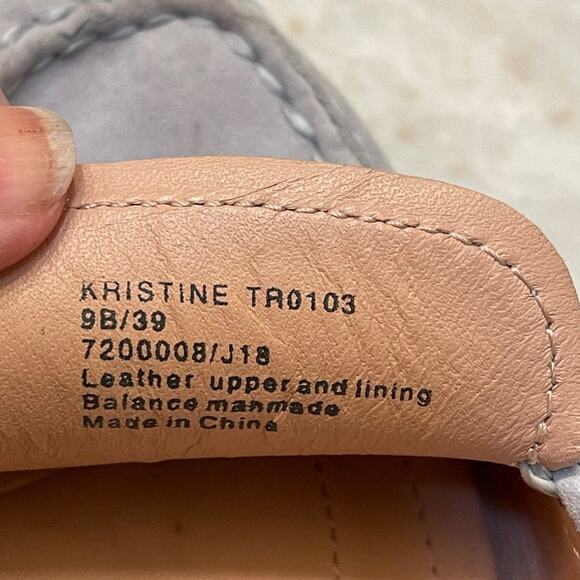 KRISTINE TR0103
9B/39
7200008/J18
Leather upper and lining
Balance manmade
Made in China